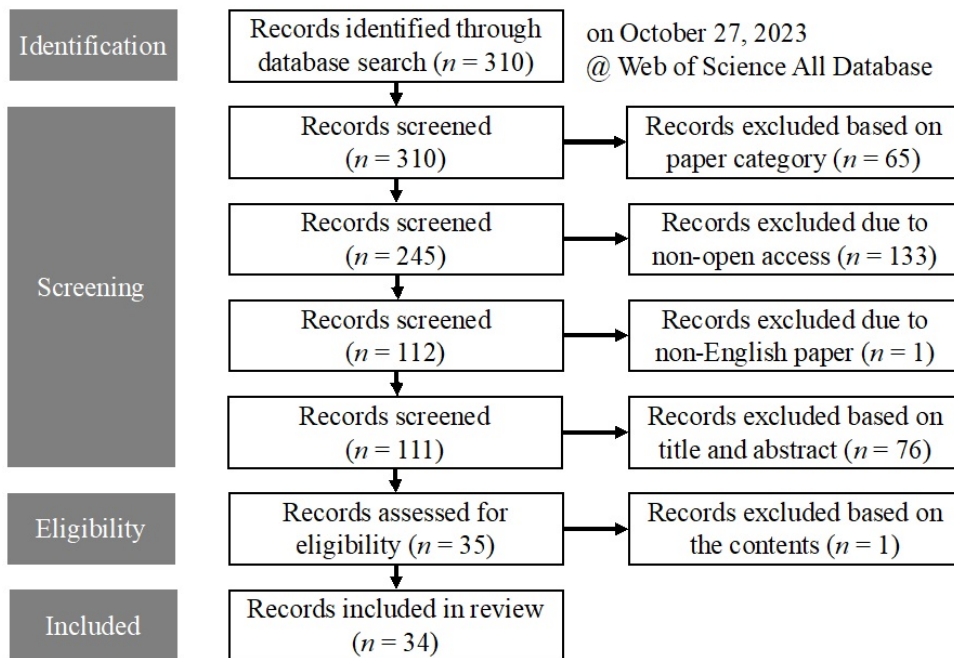 Identification
Records identified through
database search (n = 310)
on October 27, 2023
@ Web of Science All Database
Screening
Records screened
(n = 310)
Records excluded based on
paper category (n = 65)
Records screened
(n = 245)
Records excluded due to
non-open access (n = 133)
Records screened
(n = 112)
Records excluded due to
non-English paper (n = 1)
Records screened
(n = 111)
Records excluded based on
title and abstract (n = 76)
Eligibility
Records assessed for
eligibility (n = 35)
Records excluded based on
the contents (n = 1)
Included
Records included in review
(n = 34)